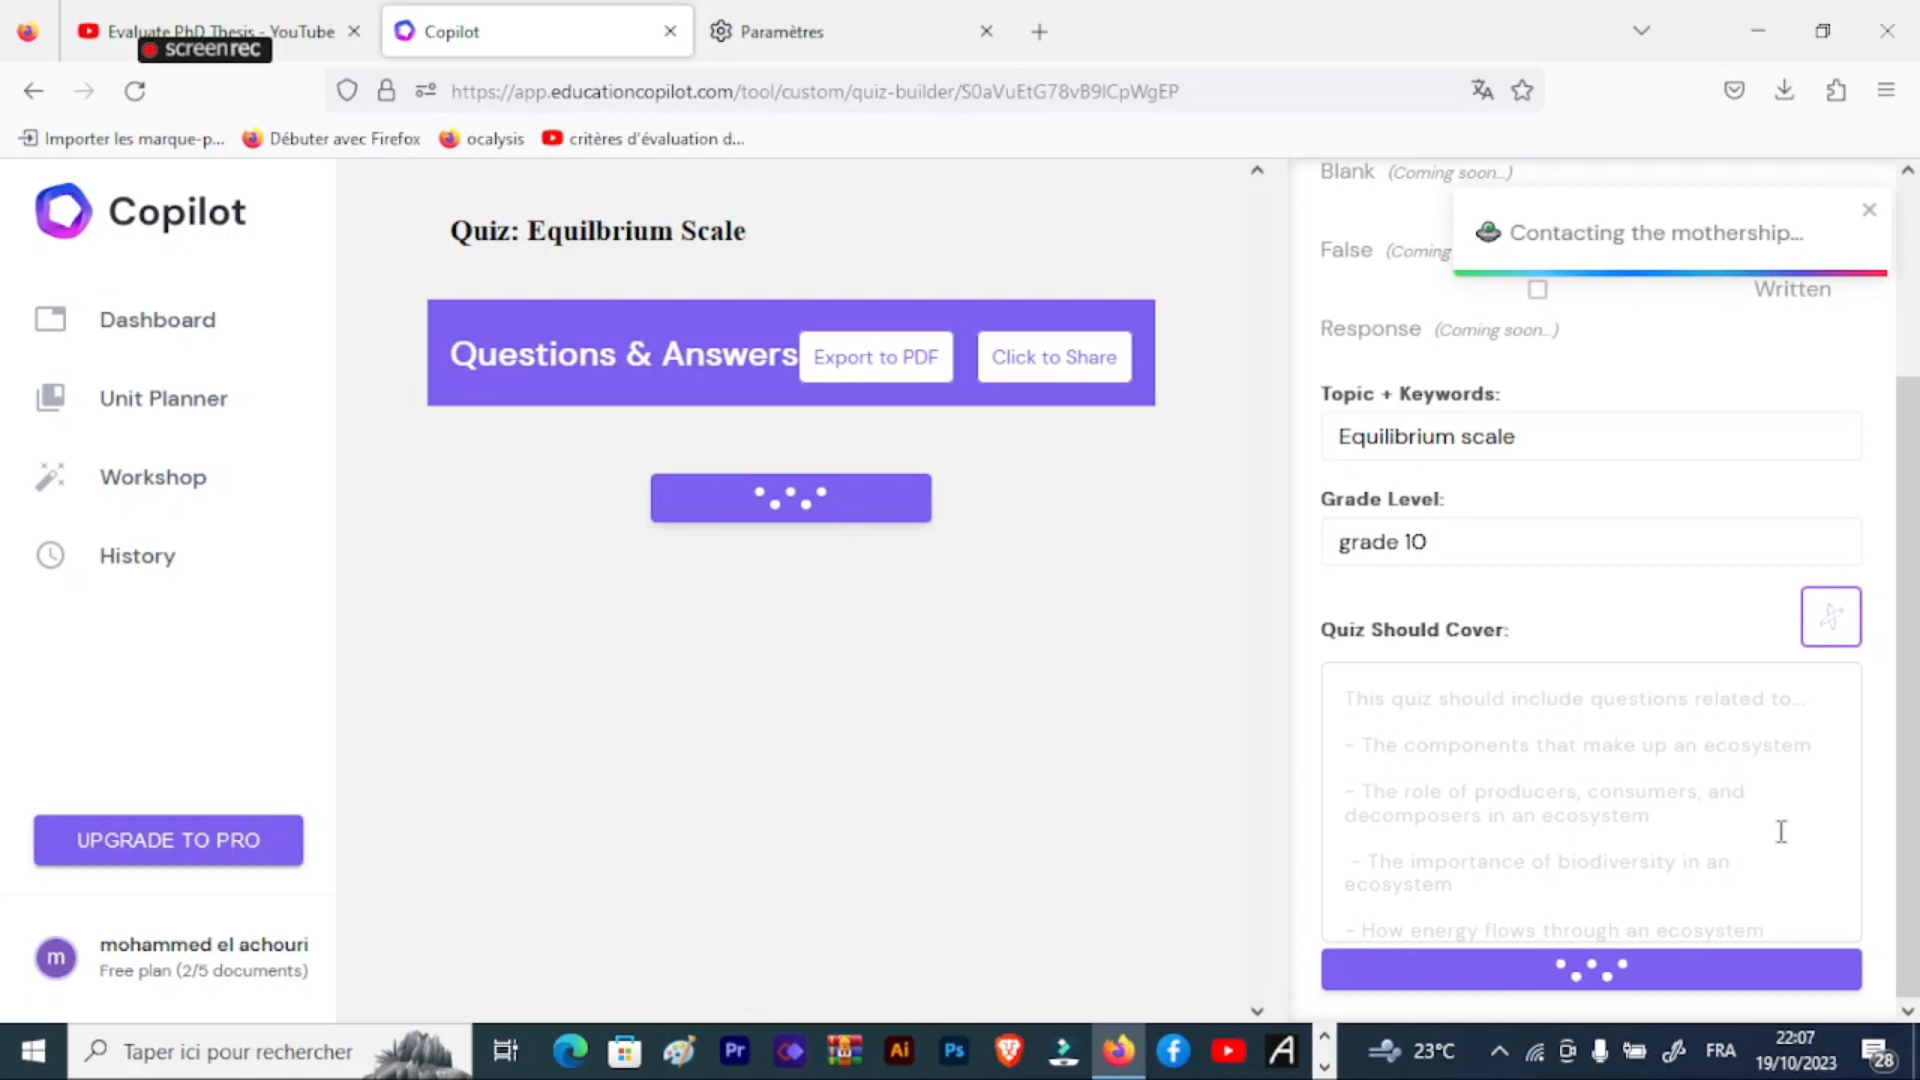 Evaluate PhD Thesis - YouTube
Copilot
Paramètres
screenrec
https://app.educationcopilot.com/tool/custom/quiz-builder/S0aVuEtG78vB9ICpWgEP
Importer les marque-p...
Débuter avec Firefox
ocalysis
critères d'évaluation d...
Copilot
Dashboard
Unit Planner
Workshop
History
UPGRADE TO PRO
m
mohammed el achouri
Free plan (2/5 documents)
Quiz: Equilbrium Scale
Questions & Answers
Export to PDF
Click to Share
Blank (Coming soon...)
Contacting the mothership...
False (Coming
Written
Response (Coming soon...)
Topic + Keywords:
Equilibrium scale
Grade Level:
grade 10
Quiz Should Cover:
This quiz should include questions related to...
- The components that make up an ecosystem
- The role of producers, consumers, and
decomposers in an ecosystem
- The importance of biodiversity in an
ecosystem
- How energy flows through an ecosystem
Taper ici pour rechercher
Pr
Ai
Ps
23°C
FRA
22:07
19/10/2023
28